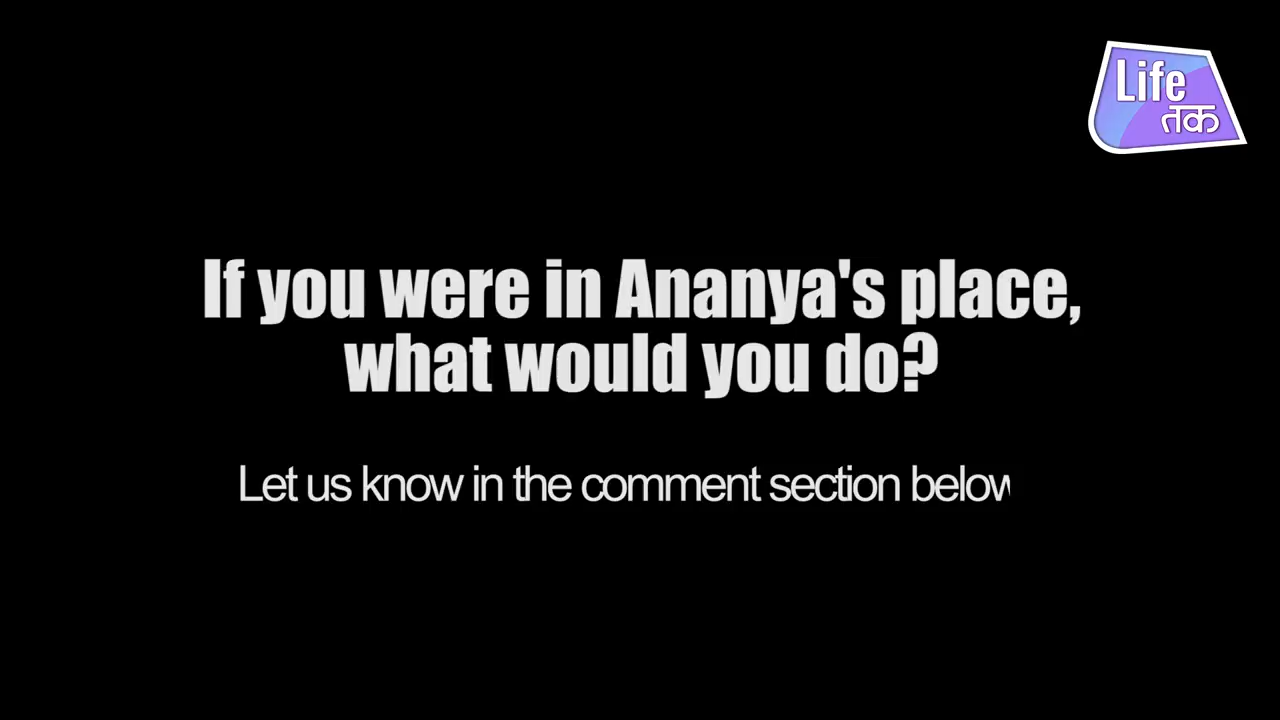 Life
तक
If you were in Ananya's place,
what would you do?
Let us know in the comment section below